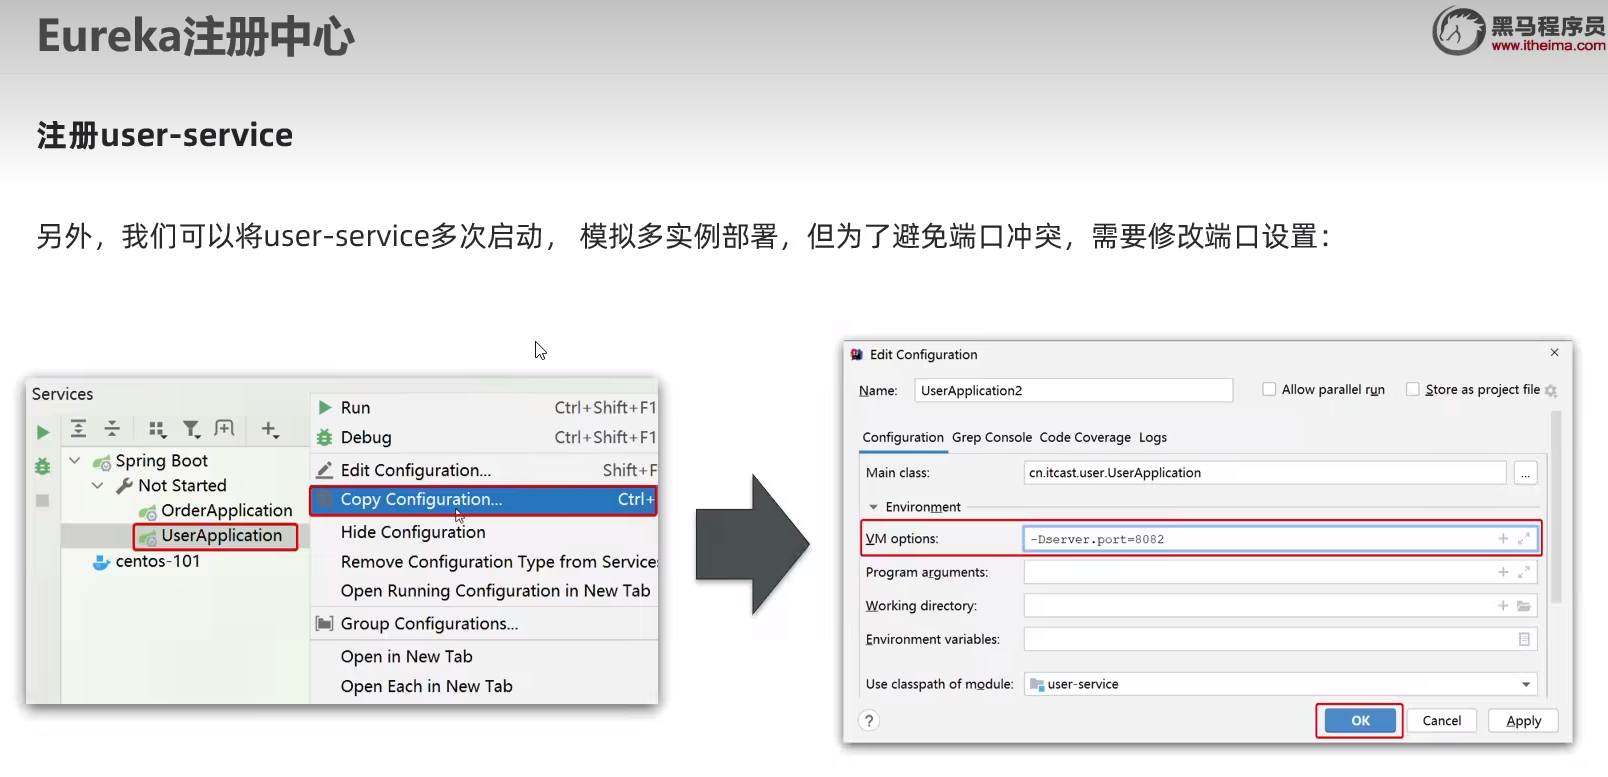 Eureka注册中心
黑马程序员
www.itheima.com
注册user-service
另外，我们可以将user-service多次启动， 模拟多实例部署，但为了避免端口冲突，需要修改端口设置：
Services
Spring Boot
Not Started
OrderApplication
UserApplication
centos-101
Run Ctrl+Shift+F1
Debug Ctrl+Shift+F1
Edit Configuration... Shift+F
Copy Configuration... Ctrl+
Hide Configuration
Remove Configuration Type from Service
Open Running Configuration in New Tab
Group Configurations...
Open in New Tab
Open Each in New Tab
Edit Configuration
Name: UserApplication2 Allow parallel run Store as project file
Configuration Grep Console Code Coverage Logs
Main class: cn.itcast.user.UserApplication ...
Environment
VM options: -Dserver.port=8082
Program arguments:
Working directory:
Environment variables:
Use classpath of module: user-service
? OK Cancel Apply